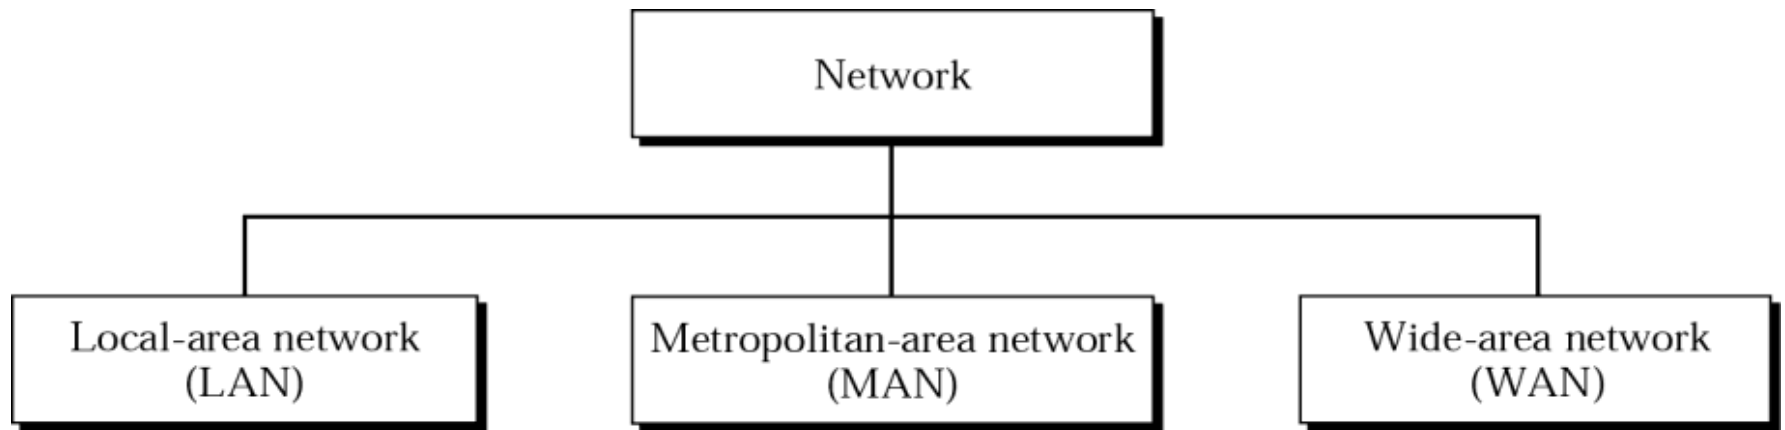 Network
Local-area network
(LAN)
Metropolitan-area network
(MAN)
Wide-area network
(WAN)